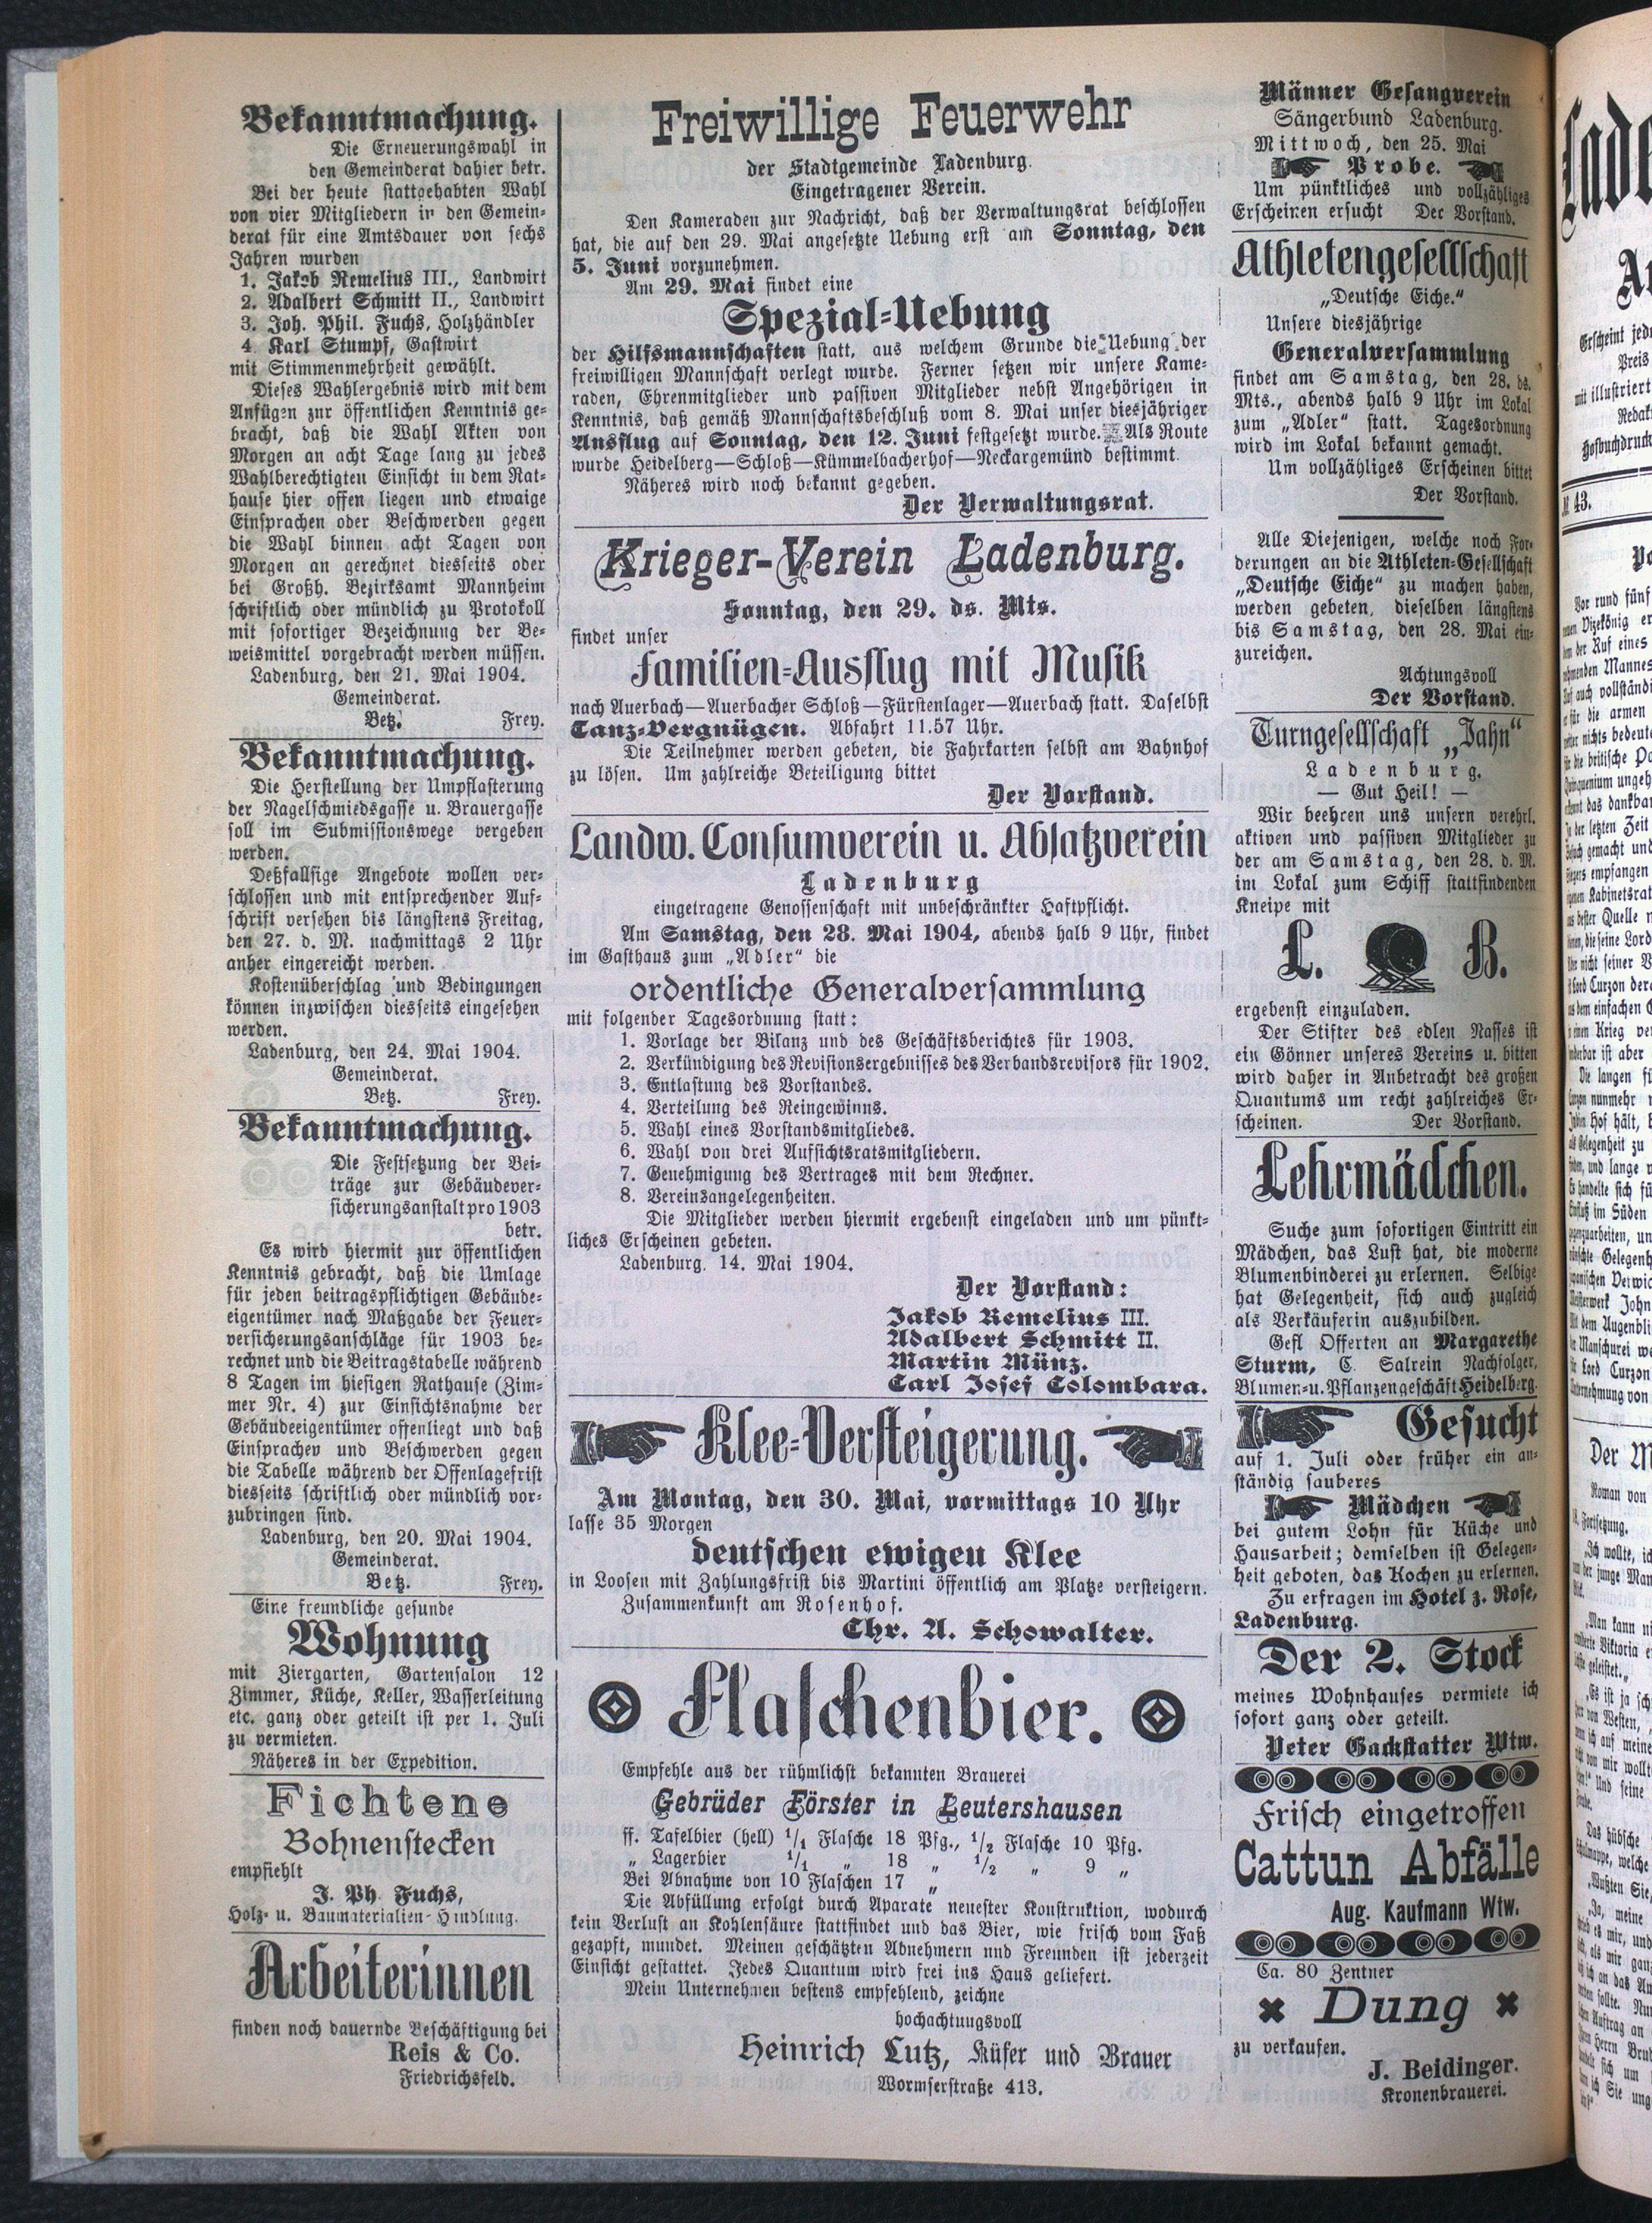 Bekanntmachung.
Die Erneuerungswahl in
den Gemeinderat dahier betr.
Bei der heute stattgehabten Wahl
von vier Mitgliedern in den Gemein-
derat für eine Amtsdauer von sechs
Jahren wurden
1. Jakob Remelius III., Landwirt
2. Adalbert Schmitt II., Landwirt
3. Joh. Phil. Fuchs, Holzhändler
4. Karl Stumpf, Gastwirt
mit Stimmenmehrheit gewählt.
Dieses Wahlergebnis wird mit dem
Anfügen zur öffentlichen Kenntnis ge-
bracht, daß die Wahl Akten von
Morgen an acht Tage lang zu jedes
Wahlberechtigten Einsicht in dem Rat-
hause hier offen liegen und etwaige
Einsprachen oder Beschwerden gegen
die Wahl binnen acht Tagen von
Morgen an gerechnet diesseits oder
bei Großh. Bezirksamt Mannheim
schriftlich oder mündlich zu Protokoll
mit sofortiger Bezeichnung der Be-
weismittel vorgebracht werden müssen.
Ladenburg, den 21. Mai 1904.
Gemeinderat.
Betz. Frey.
Bekanntmachung.
Die Herstellung der Umpflasterung
der Nagelschmiedsgasse u. Brauergasse
soll im Submissionswege vergeben
werden.
Deßfallsige Angebote wollen ver-
schlossen und mit entsprechender Auf-
schrift versehen bis längstens Freitag,
den 27. d. M. nachmittags 2 Uhr
anher eingereicht werden.
Kostenüberschlag und Bedingungen
können inzwischen diesseits eingesehen
werden.
Ladenburg, den 24. Mai 1904.
Gemeinderat.
Betz. Frey.
Bekanntmachung.
Die Festsetzung der Bei-
träge zur Gebäudever-
sicherungsanstalt pro 1903
betr.
Es wird hiermit zur öffentlichen
Kenntnis gebracht, daß die Umlage
für jeden beitragspflichtigen Gebäude-
eigentümer nach Maßgabe der Feuer-
versicherungsanschläge für 1903 be-
rechnet und die Beitragstabelle während
8 Tagen im hiesigen Rathause (Zim-
mer Nr. 4) zur Einsichtsnahme der
Gebäudeeigentümer offenliegt und daß
Einsprachen und Beschwerden gegen
die Tabelle während der Offenlagefrist
diesseits schriftlich oder mündlich vor-
zubringen sind.
Ladenburg, den 20. Mai 1904.
Gemeinderat.
Betz. Frey.
Eine freundliche gesunde
Wohnung
mit Ziergarten, Gartensalon 12
Zimmer, Küche, Keller, Wasserleitung
etc. ganz oder geteilt ist per 1. Juli
zu vermieten.
Näheres in der Expedition.
Fichtene
Bohnenstecken
empfiehlt
J. Ph. Fuchs,
Holz- u. Baumaterialien-Handlung.
Arbeiterinnen
finden noch dauernde Beschäftigung bei
Reis & Co.
Friedrichsfeld.
Freiwillige Feuerwehr
der Stadtgemeinde Ladenburg.
Eingetragener Verein.
Den Kameraden zur Nachricht, daß der Verwaltungsrat beschlossen
hat, die auf den 29. Mai angesetzte Uebung erst am Sonntag, den
5. Juni vorzunehmen.
Am 29. Mai findet eine
Spezial-Uebung
der Hilfsmannschaften statt, aus welchem Grunde die Uebung der
freiwilligen Mannschaft verlegt wurde. Ferner setzen wir unsere Kame-
raden, Ehrenmitglieder und passiven Mitglieder nebst Angehörigen in
Kenntnis, daß gemäß Mannschaftsbeschluß vom 8. Mai unser diesjähriger
Ausflug auf Sonntag, den 12. Juni festgesetzt wurde. Als Route
wurde Heidelberg—Schloß—Kümmelbacherhof—Neckargemünd bestimmt.
Näheres wird noch bekannt gegeben.
Der Verwaltungsrat.
Krieger-Verein Ladenburg.
Sonntag, den 29. ds. Mts.
findet unser
Familien-Ausflug mit Musik
nach Auerbach—Auerbacher Schloß—Fürstenlager—Auerbach statt. Daselbst
Tanz-Vergnügen. Abfahrt 11.57 Uhr.
Die Teilnehmer werden gebeten, die Fahrkarten selbst am Bahnhof
zu lösen. Um zahlreiche Beteiligung bittet
Der Vorstand.
Landw. Consumverein u. Absatzverein
Ladenburg
eingetragene Genossenschaft mit unbeschränkter Haftpflicht.
Am Samstag, den 28. Mai 1904, abends halb 9 Uhr, findet
im Gasthaus zum „Adler“ die
ordentliche Generalversammlung
mit folgender Tagesordnung statt:
1. Vorlage der Bilanz und des Geschäftsberichtes für 1903.
2. Verkündigung des Revisionsergebnisses des Verbandsrevisors für 1902.
3. Entlastung des Vorstandes.
4. Verteilung des Reingewinns.
5. Wahl eines Vorstandsmitgliedes.
6. Wahl von drei Aufsichtsratsmitgliedern.
7. Genehmigung des Vertrages mit dem Rechner.
8. Vereinsangelegenheiten.
Die Mitglieder werden hiermit ergebenst eingeladen und um pünkt-
liches Erscheinen gebeten.
Ladenburg. 14. Mai 1904.
Der Vorstand:
Jakob Remelius III.
Adalbert Schmitt II.
Martin Münz.
Carl Josef Colombara.
Klee-Versteigerung.
Am Montag, den 30. Mai, vormittags 10 Uhr
lasse 35 Morgen
deutschen ewigen Klee
in Loosen mit Zahlungsfrist bis Martini öffentlich am Platze versteigern.
Zusammenkunft am Rosenhof.
Chr. A. Schowalter.
Flaschenbier.
Empfehle aus der rühmlichst bekannten Brauerei
Gebrüder Förster in Leutershausen
ff. Tafelbier (hell) 1/1 Flasche 18 Pfg., 1/2 Flasche 10 Pfg.
„ Lagerbier 1/1 „ 18 „ 1/2 „ 9 „
Bei Abnahme von 10 Flaschen 17 „
Die Abfüllung erfolgt durch Aparate neuester Konstruktion, wodurch
kein Verlust an Kohlensäure stattfindet und das Bier, wie frisch vom Faß
gezapft, mundet. Meinen geschätzten Abnehmern und Freunden ist jederzeit
Einsicht gestattet. Jedes Quantum wird frei ins Haus geliefert.
Mein Unternehmen bestens empfehlend, zeichne
hochachtungsvoll
Heinrich Lutz, Küfer und Brauer
Wormserstraße 413.
Männer Gesangverein
Sängerbund Ladenburg.
Mittwoch, den 25. Mai
Probe.
Um pünktliches und vollzähliges
Erscheinen ersucht Der Vorstand.
Athletengesellschaft
„Deutsche Eiche.“
Unsere diesjährige
Generalversammlung
findet am Samstag, den 28. ds.
Mts., abends halb 9 Uhr im Lokal
zum „Adler“ statt. Tagesordnung
wird im Lokal bekannt gemacht.
Um vollzähliges Erscheinen bittet
Der Vorstand.
Alle Diejenigen, welche noch For-
derungen an die Athleten-Gesellschaft
„Deutsche Eiche“ zu machen haben,
werden gebeten, dieselben längstens
bis Samstag, den 28. Mai ein-
zureichen.
Achtungsvoll
Der Vorstand.
Turngesellschaft „Jahn“
Ladenburg.
— Gut Heil! —
Wir beehren uns unsern verehrl.
aktiven und passiven Mitglieder zu
der am Samstag, den 28. d. M.
im Lokal zum Schiff stattfindenden
Kneipe mit
L. B.
ergebenst einzuladen.
Der Stifter des edlen Nasses ist
ein Gönner unseres Vereins u. bitten
wird daher in Anbetracht des großen
Quantums um recht zahlreiches Er-
scheinen. Der Vorstand.
Lehrmädchen.
Suche zum sofortigen Eintritt ein
Mädchen, das Lust hat, die moderne
Blumenbinderei zu erlernen. Selbige
hat Gelegenheit, sich auch zugleich
als Verkäuferin auszubilden.
Gefl Offerten an Margarethe
Sturm, C. Salrein Nachfolger,
Blumen-u.Pflanzengeschäft Heidelberg.
Gesucht
auf 1. Juli oder früher ein an-
ständig sauberes
Mädchen
bei gutem Lohn für Küche und
Hausarbeit; demselben ist Gelegen-
heit geboten, das Kochen zu erlernen.
Zu erfragen im Hotel z. Rose,
Ladenburg.
Der 2. Stock
meines Wohnhauses vermiete ich
sofort ganz oder geteilt.
Peter Gackstatter Wtw.
Frisch eingetroffen
Cattun Abfälle
Aug. Kaufmann Wtw.
Ca. 80 Zentner
Dung
zu verkaufen.
J. Beidinger.
Kronenbrauerei.